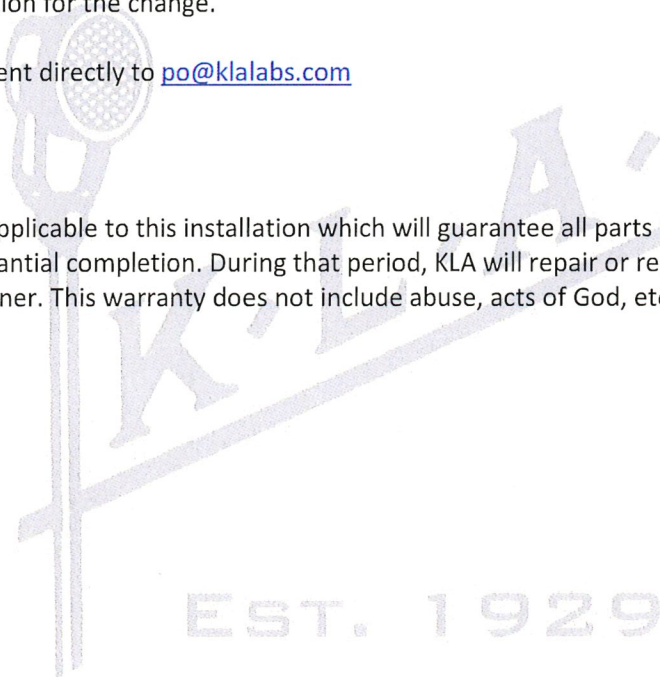 ion for the change.
ent directly to po@klalabs.com
pplicable to this installation which will guarantee all parts
antial completion. During that period, KLA will repair or re
ner. This warranty does not include abuse, acts of God, etc
K·L·A·
EST. 1929